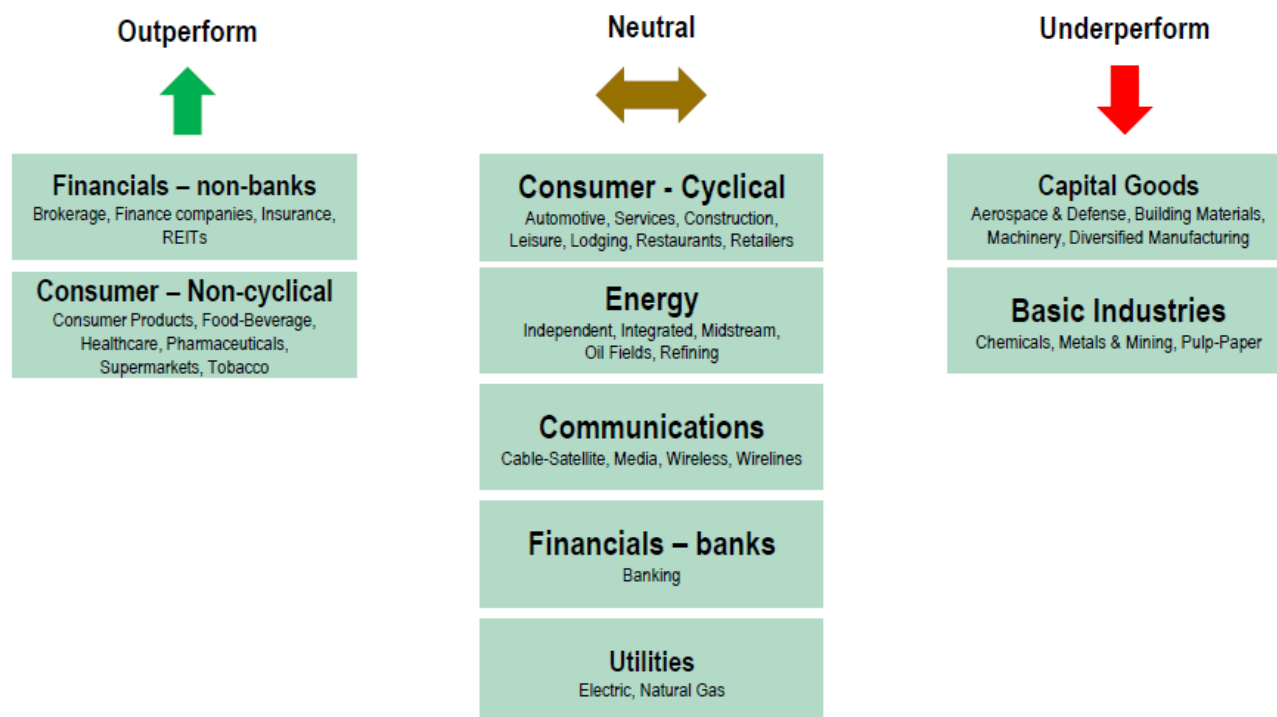 Outperform
Financials – non-banks
Brokerage, Finance companies, Insurance,
REITs
Consumer – Non-cyclical
Consumer Products, Food-Beverage,
Healthcare, Pharmaceuticals,
Supermarkets, Tobacco
Neutral
Consumer - Cyclical
Automotive, Services, Construction,
Leisure, Lodging, Restaurants, Retailers
Energy
Independent, Integrated, Midstream,
Oil Fields, Refining
Communications
Cable-Satellite, Media, Wireless, Wirelines
Financials – banks
Banking
Utilities
Electric, Natural Gas
Underperform
Capital Goods
Aerospace & Defense, Building Materials,
Machinery, Diversified Manufacturing
Basic Industries
Chemicals, Metals & Mining, Pulp-Paper